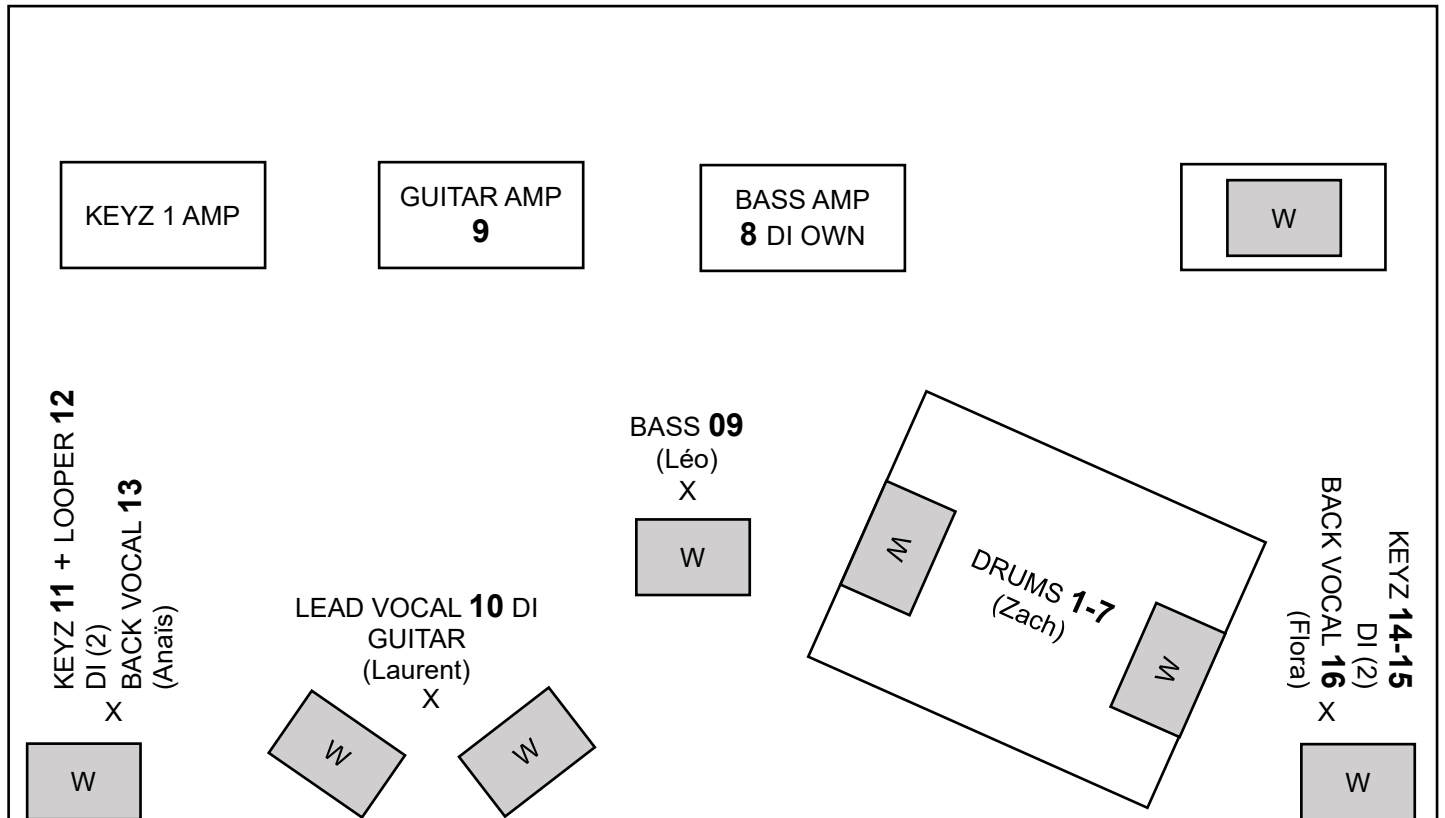 KEYZ 1 AMP
GUITAR AMP
9
BASS AMP
8 DI OWN
W
KEYZ 11 + LOOPER 12
DI (2)
BACK VOCAL 13
(Anaïs)
X
W
LEAD VOCAL 10 DI
GUITAR
(Laurent)
X
W
W
BASS 09
(Léo)
X
W
W
DRUMS 1-7
(Zach)
W
KEYZ 14-15
DI (2)
BACK VOCAL 16
(Flora)
X
W